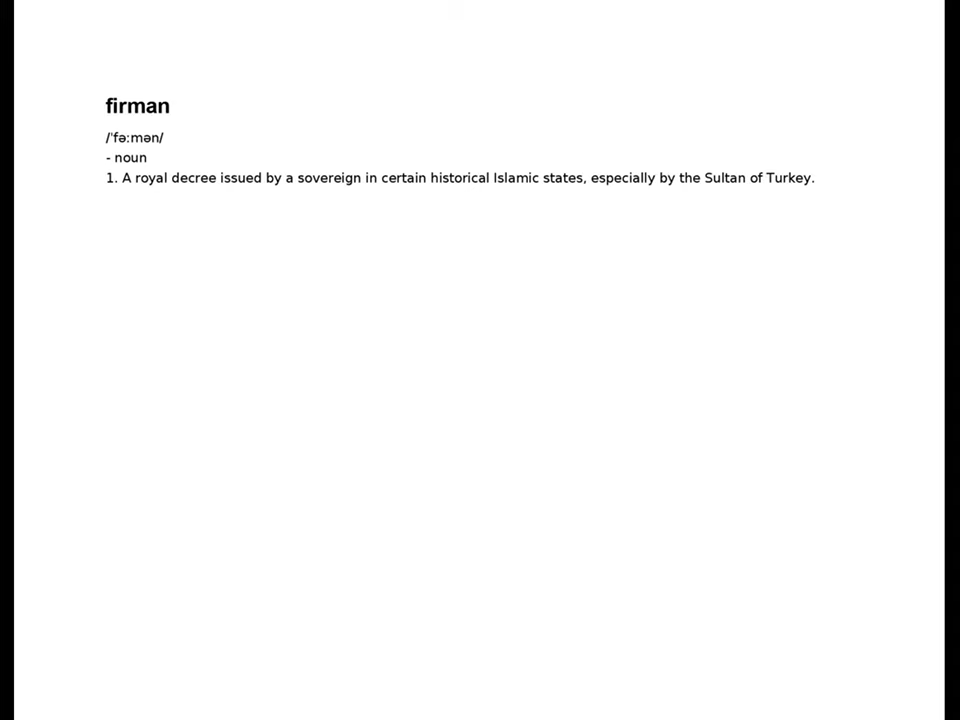 firman
/ˈfəːmən/
- noun
1. A royal decree issued by a sovereign in certain historical Islamic states, especially by the Sultan of Turkey.